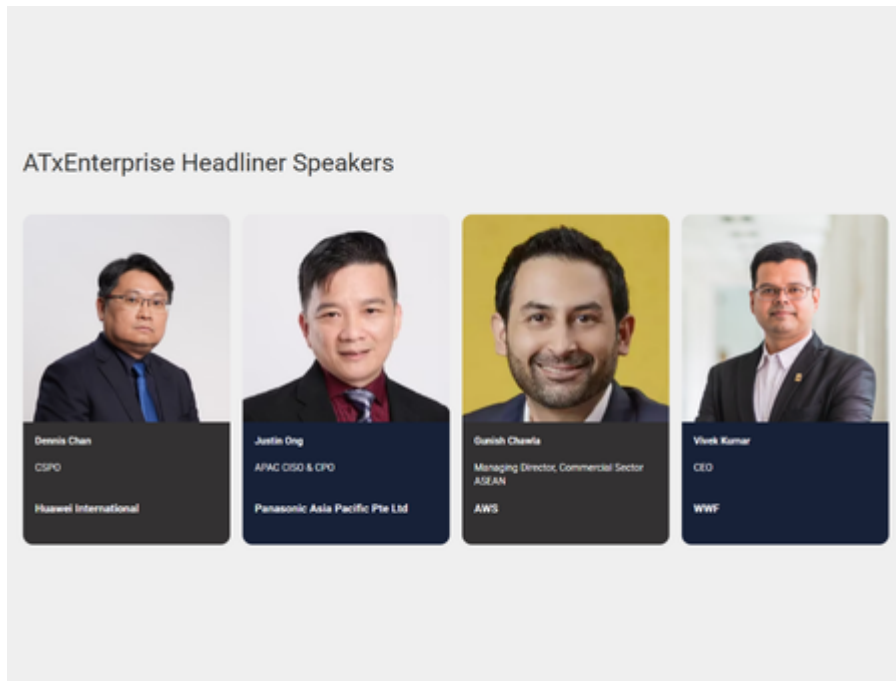 ATxEnterprise Headliner Speakers
Dennis Chan
CSPO
Huawei International
Justin Ong
APAC CISO & CPO
Panasonic Asia Pacific Pte Ltd
Gunish Chawla
Managing Director, Commercial Sector
ASEAN
AWS
Vivek Kumar
CEO
WWF